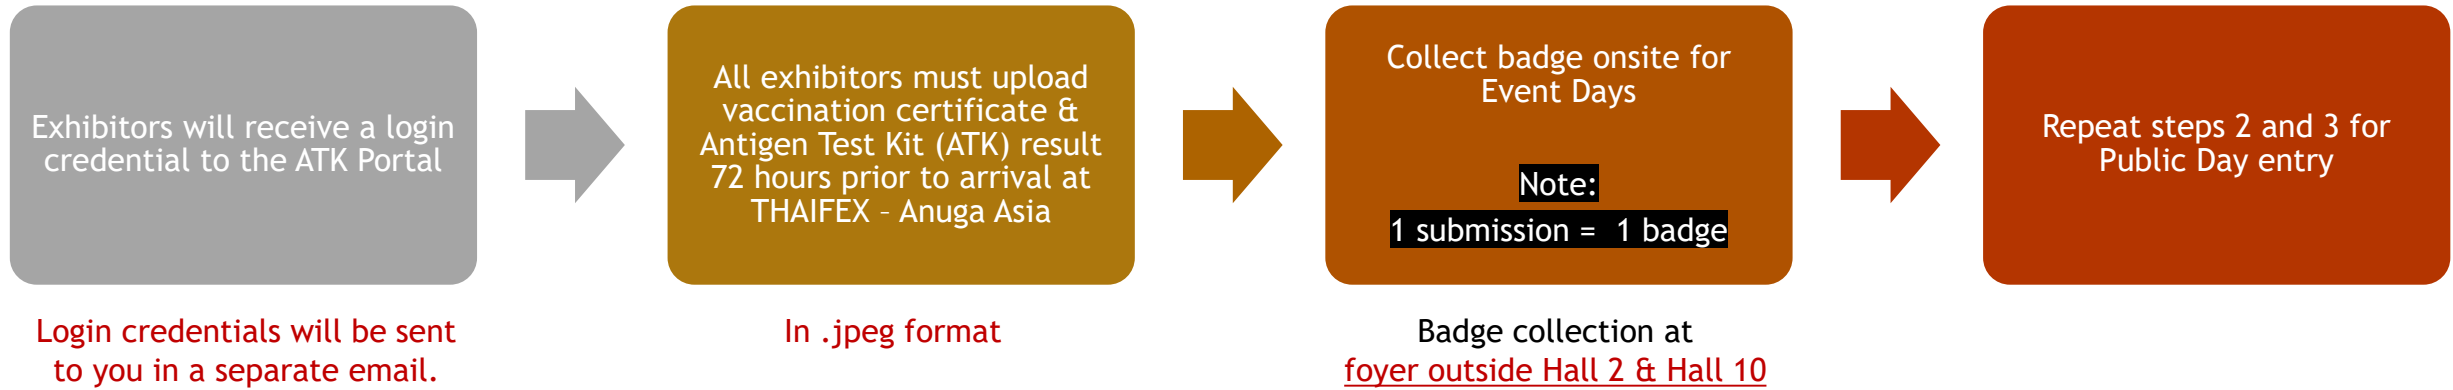 Exhibitors will receive a login
credential to the ATK Portal
Login credentials will be sent
to you in a separate email.
All exhibitors must upload
vaccination certificate &
Antigen Test Kit (ATK) result
72 hours prior to arrival at
THAIFEX – Anuga Asia
In .jpeg format
Collect badge onsite for
Event Days
Note:
1 submission = 1 badge
Badge collection at
foyer outside Hall 2 & Hall 10
Repeat steps 2 and 3 for
Public Day entry